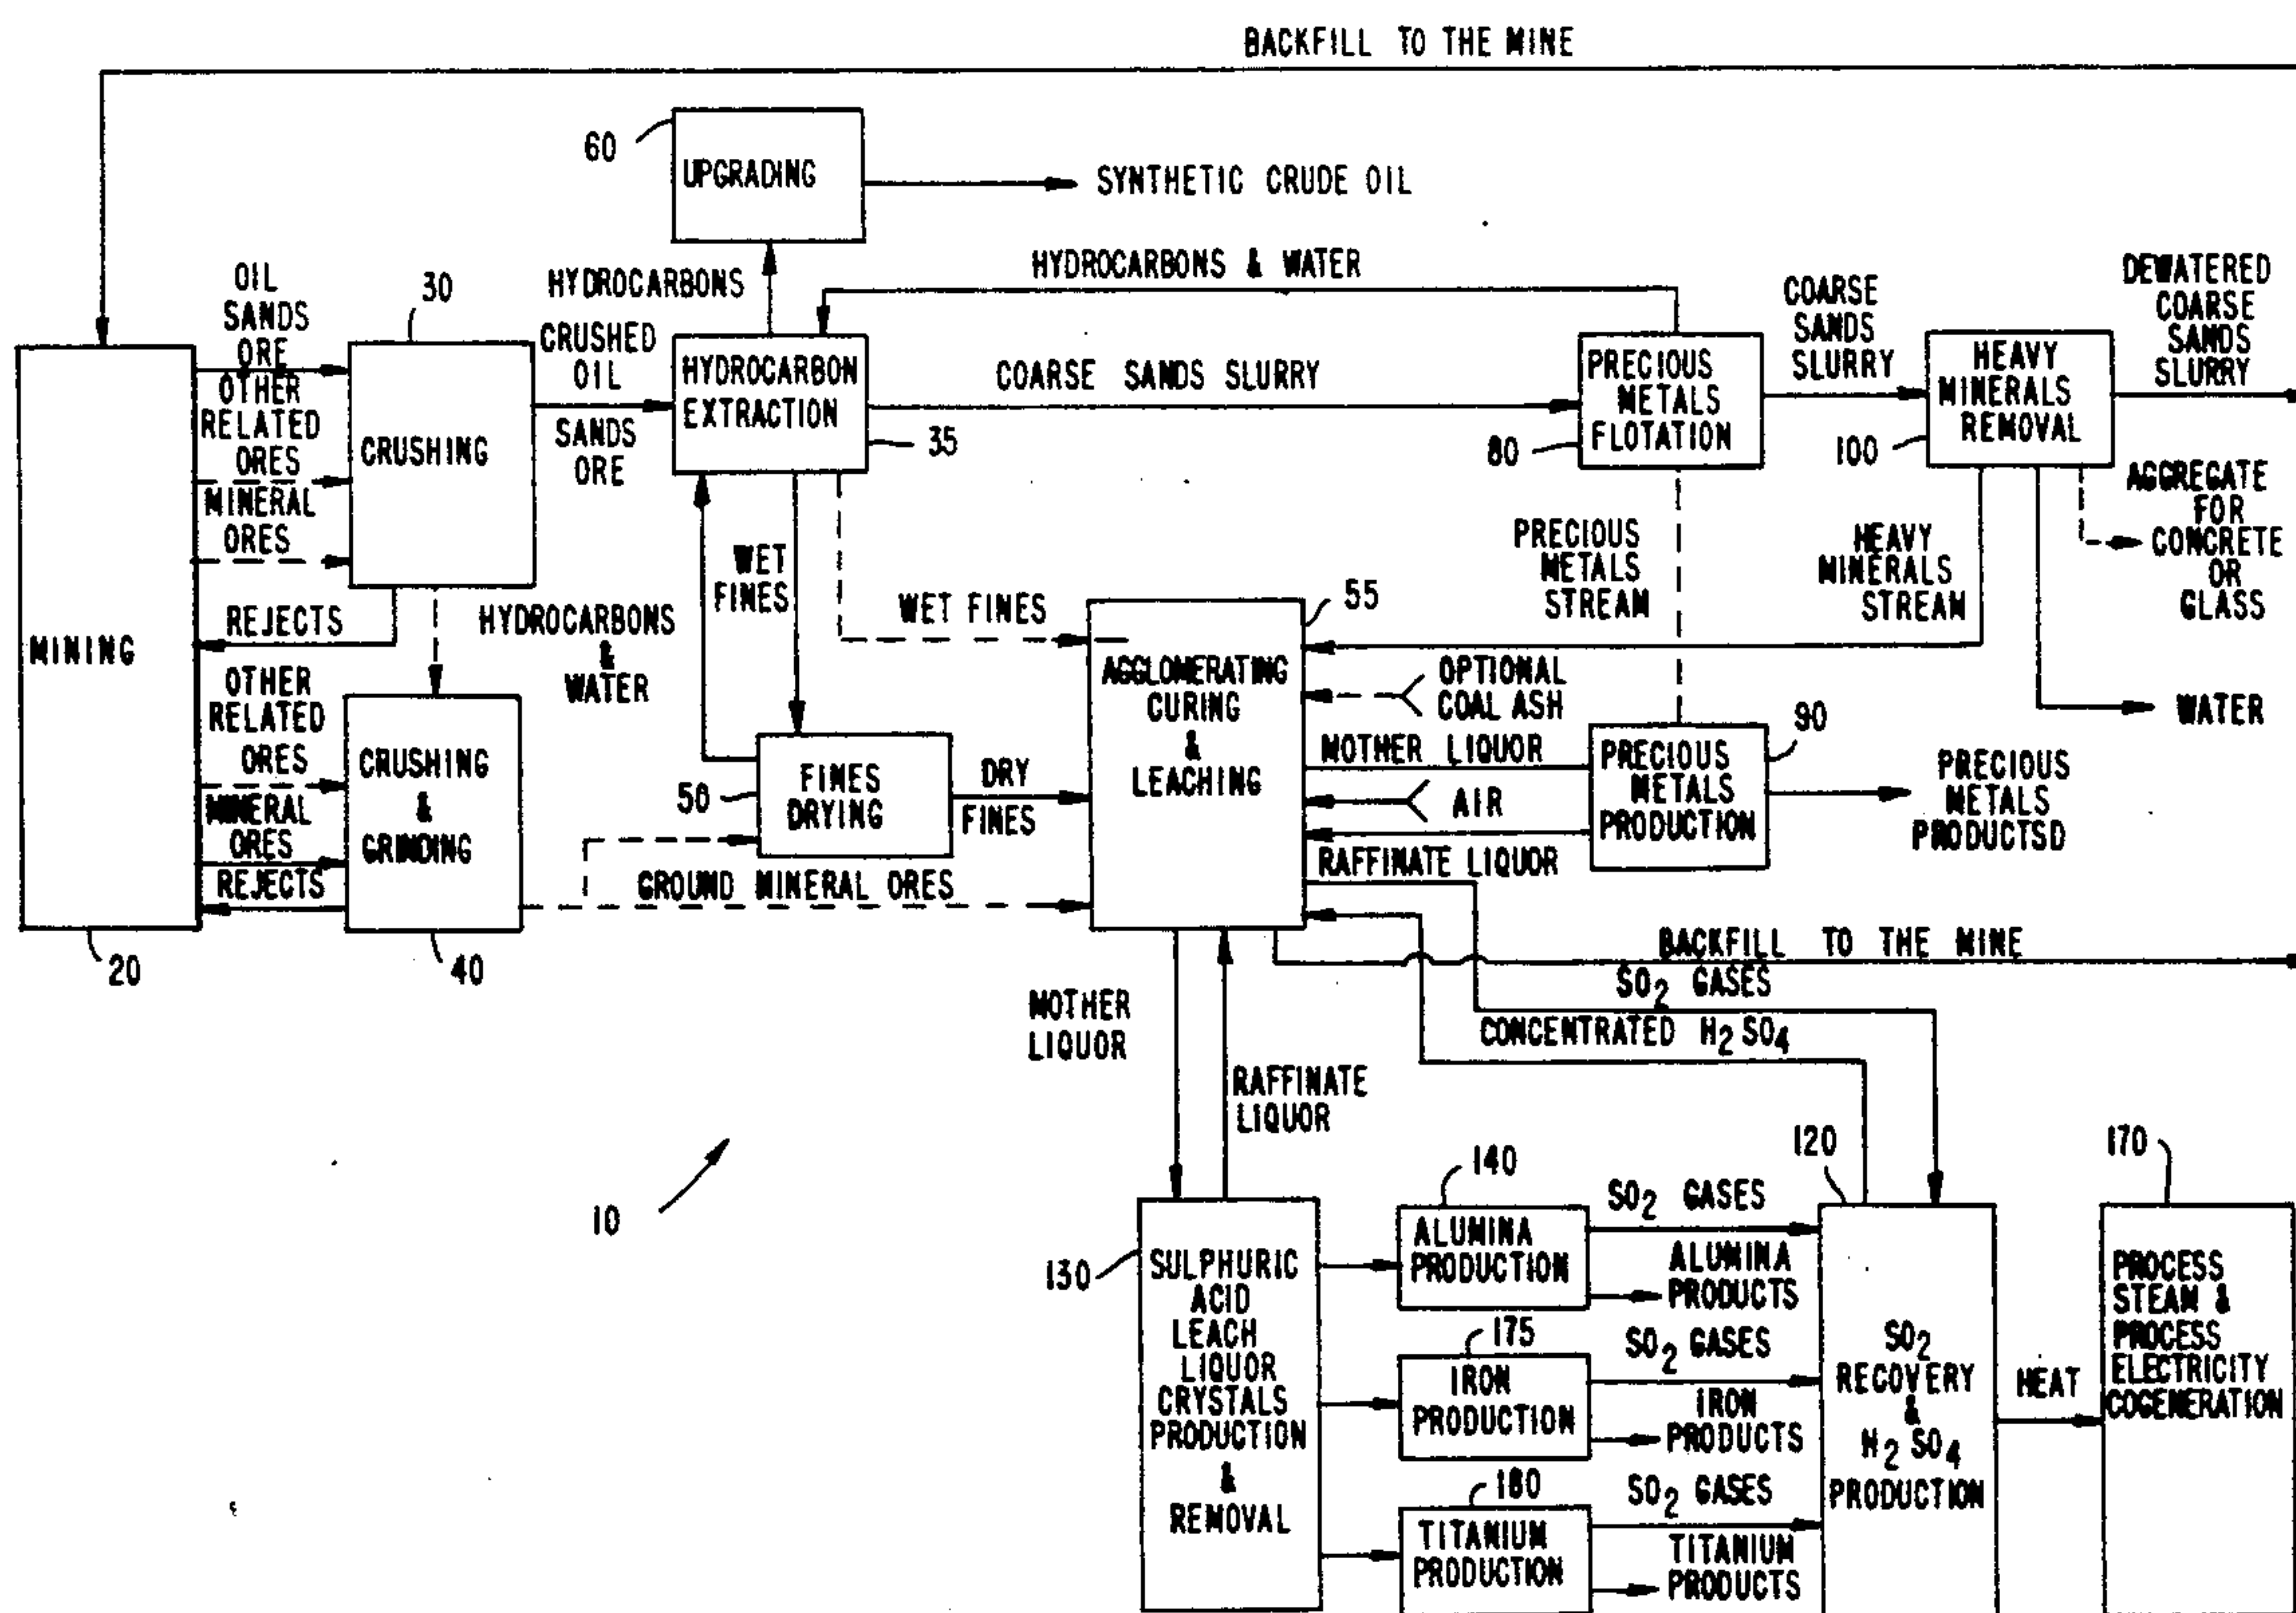 BACKFILL TO THE MINE
60
UPGRADING
SYNTHETIC CRUDE OIL
HYDROCARBONS
HYDROCARBONS & WATER
OIL
SANDS
ORE
30
CRUSHED
OIL
SANDS
ORE
COARSE
SANDS
SLURRY
DEWATERED
COARSE
SANDS
SLURRY
OTHER
RELATED
ORES
MINERAL
ORES
CRUSHING
HYDROCARBON
EXTRACTION
35
COARSE SANDS SLURRY
PRECIOUS
METALS
FLOTATION
80
HEAVY
MINERALS
REMOVAL
100
AGGREGATE
FOR
CONCRETE
OR
GLASS
REJECTS
MINING
HYDROCARBONS
&
WATER
WET
FINES
WET FINES
55
PRECIOUS
METALS
STREAM
HEAVY
MINERALS
STREAM
OTHER
RELATED
ORES
MINERAL
ORES
REJECTS
CRUSHING
&
GRINDING
50
FINES
DRYING
DRY
FINES
GROUND MINERAL ORES
AGGLOMERATING
CURING
&
LEACHING
OPTIONAL
COAL ASH
MOTHER LIQUOR
AIR
RAFFINATE LIQUOR
PRECIOUS
METALS
PRODUCTION
90
WATER
PRECIOUS
METALS
PRODUCTSD
20
40
BACKFILL TO THE MINE
SO2 GASES
CONCENTRATED H2SO4
MOTHER
LIQUOR
RAFFINATE
LIQUOR
10
130
SULPHURIC
ACID
LEACH
LIQUOR
CRYSTALS
PRODUCTION
&
REMOVAL
140
ALUMINA
PRODUCTION
SO2 GASES
ALUMINA
PRODUCTS
175
IRON
PRODUCTION
SO2 GASES
IRON
PRODUCTS
180
TITANIUM
PRODUCTION
SO2 GASES
TITANIUM
PRODUCTS
120
SO2
RECOVERY
&
H2SO4
PRODUCTION
HEAT
170
PROCESS
STEAM &
PROCESS
ELECTRICITY
COGENERATION